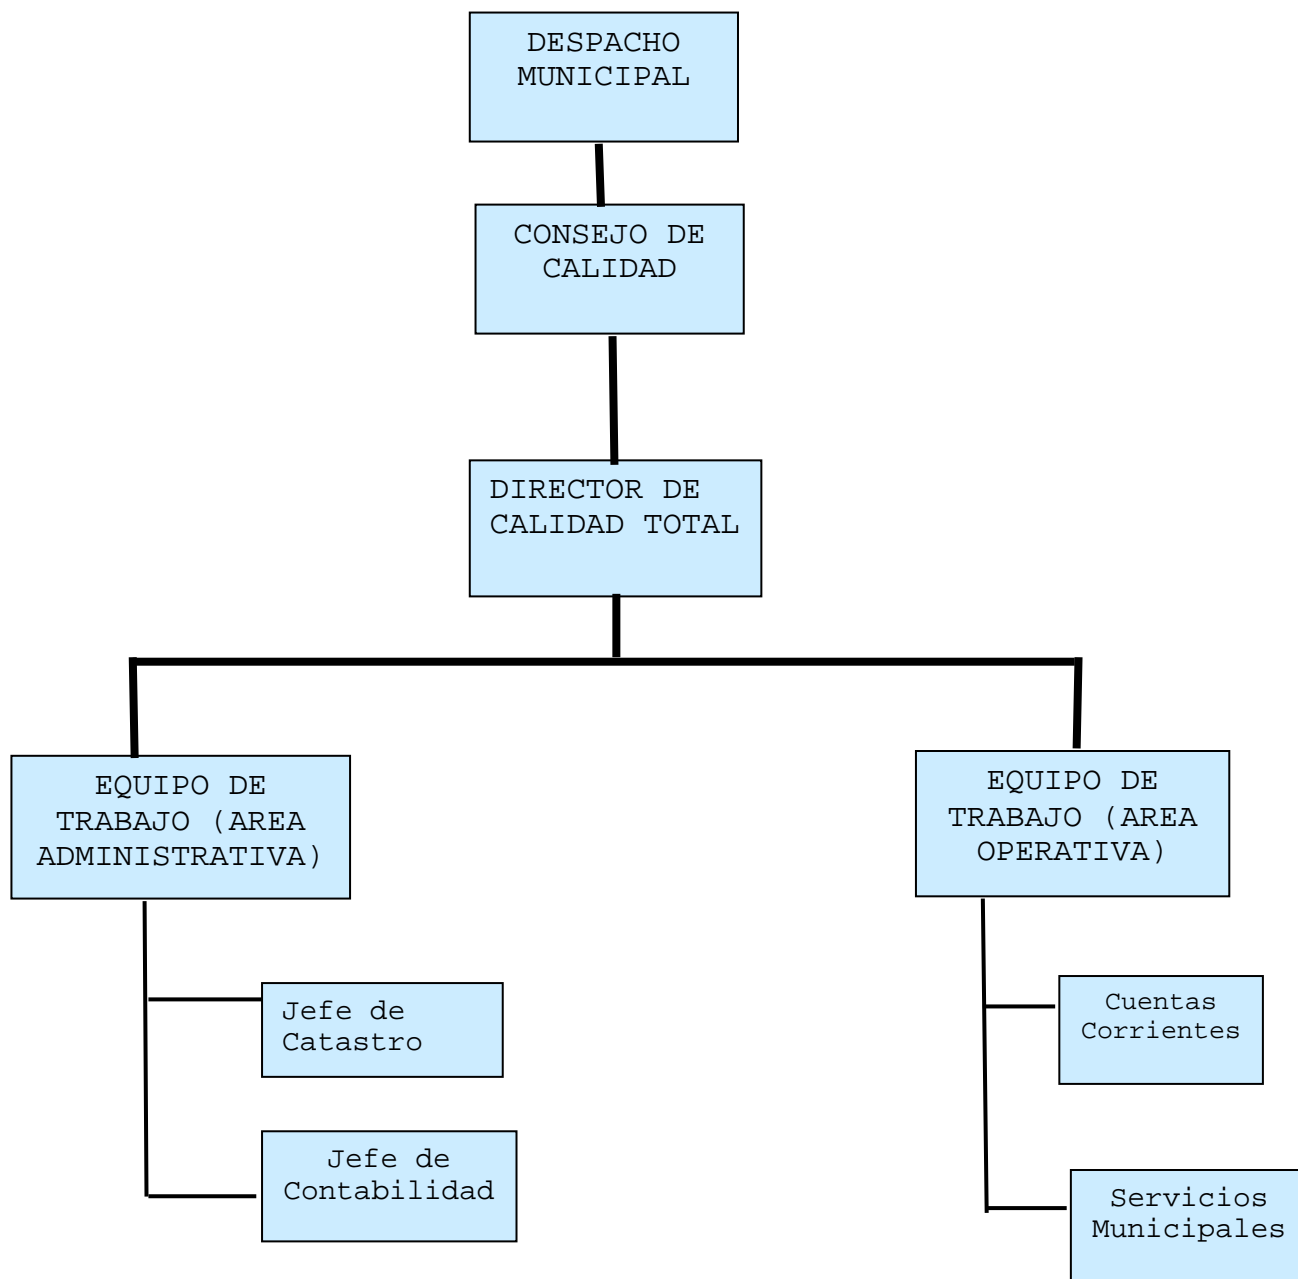 DESPACHO
MUNICIPAL
CONSEJO DE
CALIDAD
DIRECTOR DE
CALIDAD TOTAL
EQUIPO DE
TRABAJO (AREA
ADMINISTRATIVA)
EQUIPO DE
TRABAJO (AREA
OPERATIVA)
Jefe de
Catastro
Jefe de
Contabilidad
Cuentas
Corrientes
Servicios
Municipales